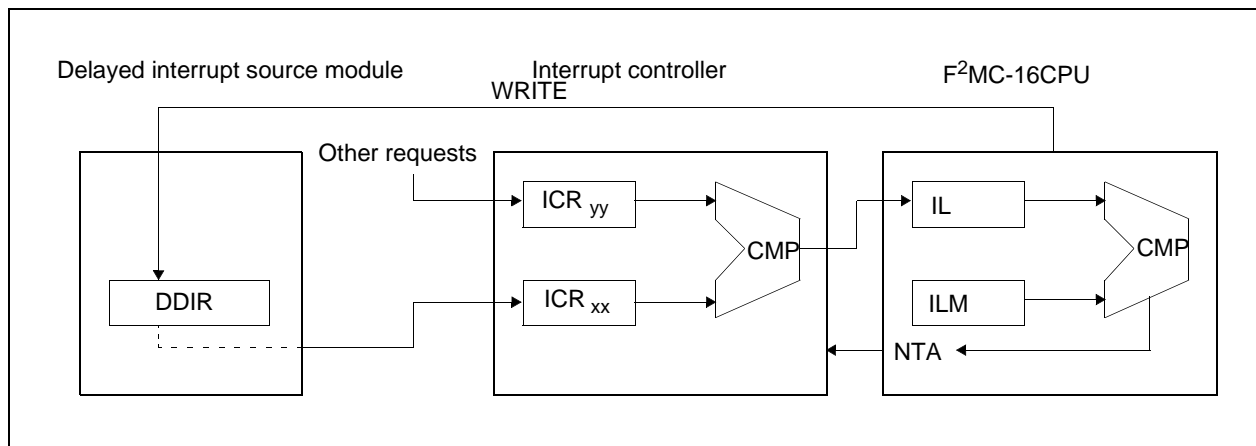 Delayed interrupt source module
Interrupt controller
F²MC-16CPU
WRITE
Other requests
ICR yy
CMP
IL
CMP
DDIR
ICR xx
ILM
NTA